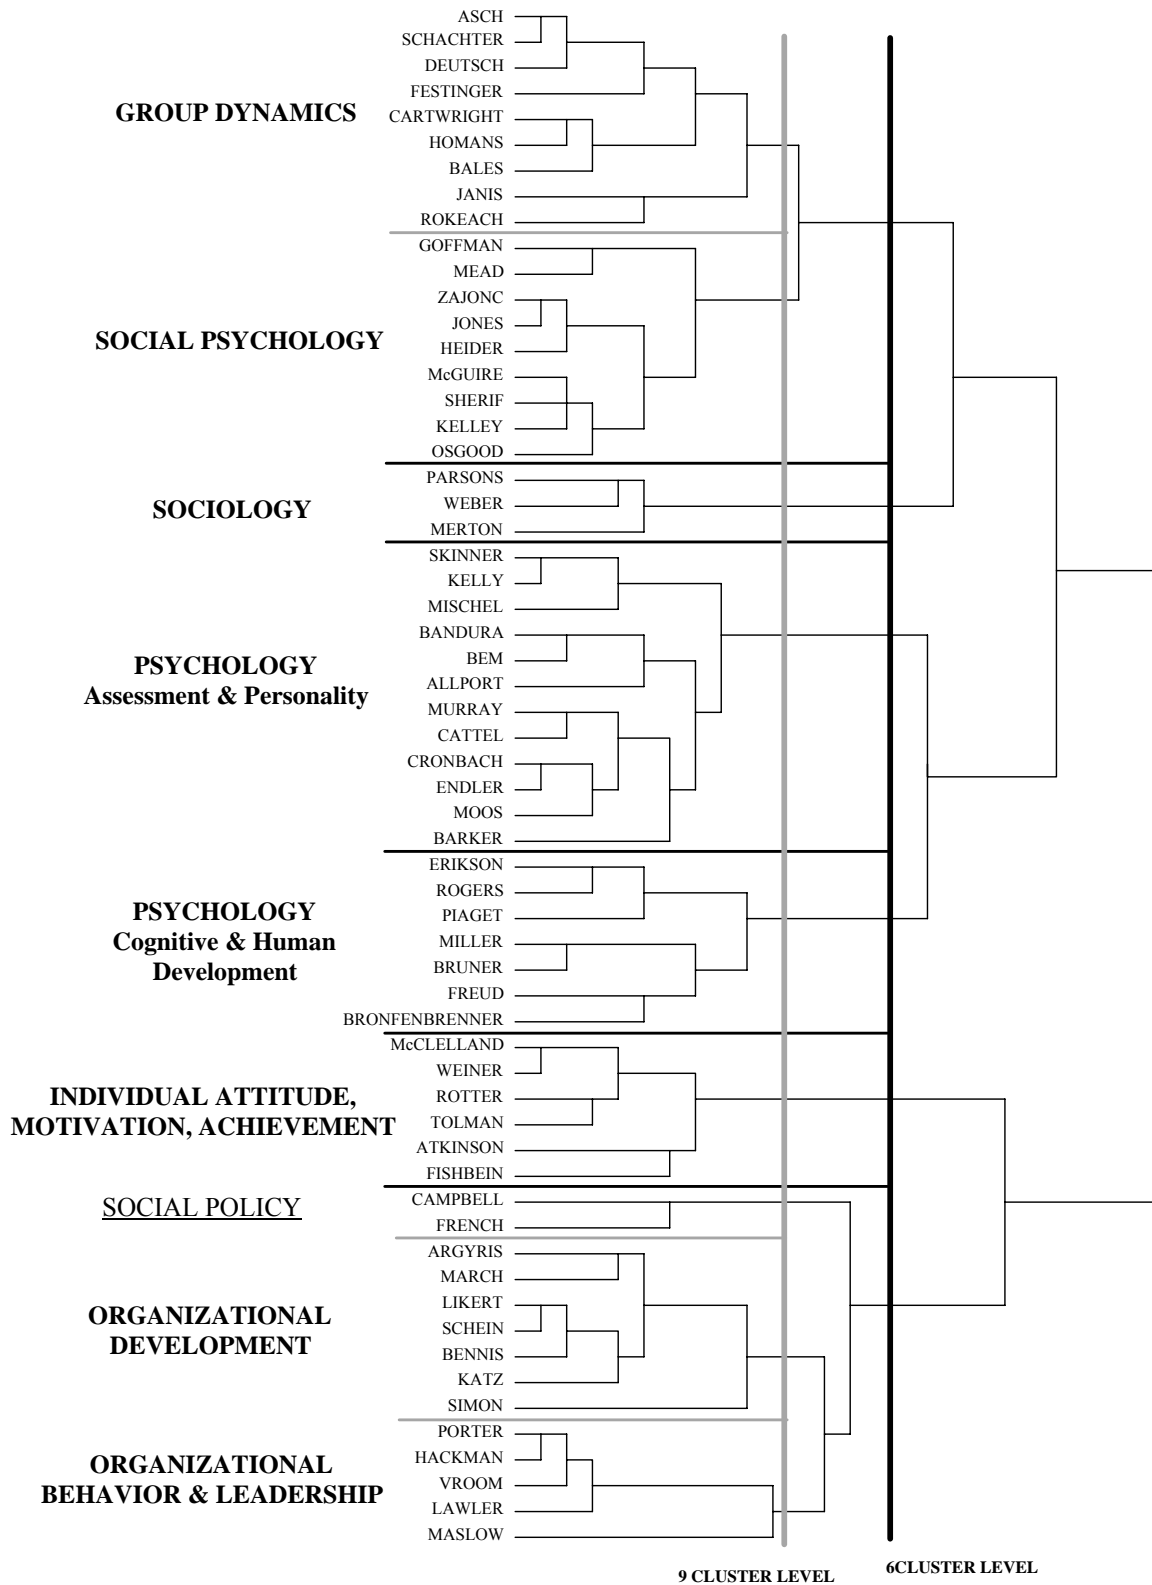 ASCH
SCHACHTER
DEUTSCH
FESTINGER
GROUP DYNAMICS
CARTWRIGHT
HOMANS
BALES
JANIS
ROKEACH
GOFFMAN
MEAD
ZAJONC
JONES
SOCIAL PSYCHOLOGY
HEIDER
McGUIRE
SHERIF
KELLEY
OSGOOD
PARSONS
SOCIOLOGY
WEBER
MERTON
SKINNER
KELLY
MISCHEL
BANDURA
BEM
ALLPORT
PSYCHOLOGY
Assessment & Personality
MURRAY
CATTEL
CRONBACH
ENDLER
MOOS
BARKER
ERIKSON
ROGERS
PIAGET
PSYCHOLOGY
Cognitive & Human
Development
MILLER
BRUNER
FREUD
BRONFENBRENNER
McCLELLAND
WEINER
ROTTER
INDIVIDUAL ATTITUDE,
MOTIVATION, ACHIEVEMENT
TOLMAN
ATKINSON
FISHBEIN
SOCIAL POLICY
CAMPBELL
FRENCH
ARGYRIS
MARCH
LIKERT
ORGANIZATIONAL
DEVELOPMENT
SCHEIN
BENNIS
KATZ
SIMON
PORTER
HACKMAN
ORGANIZATIONAL
BEHAVIOR & LEADERSHIP
VROOM
LAWLER
MASLOW
9 CLUSTER LEVEL
6CLUSTER LEVEL